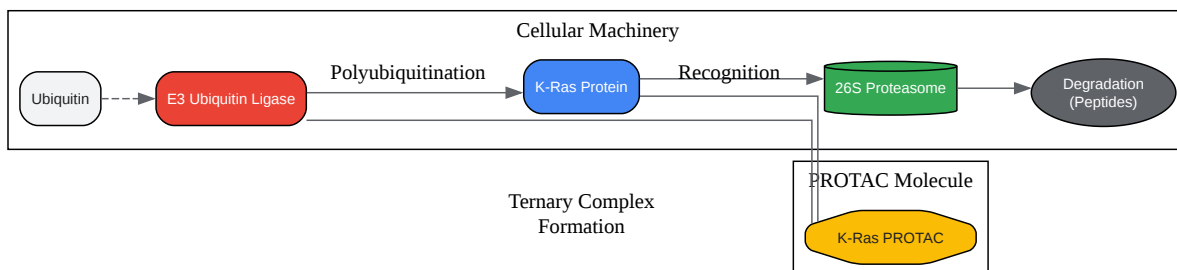 Cellular Machinery
Ubiquitin
E3 Ubiquitin Ligase
Polyubiquitination
K-Ras Protein
Recognition
26S Proteasome
Degradation
(Peptides)
Ternary Complex
Formation
PROTAC Molecule
K-Ras PROTAC